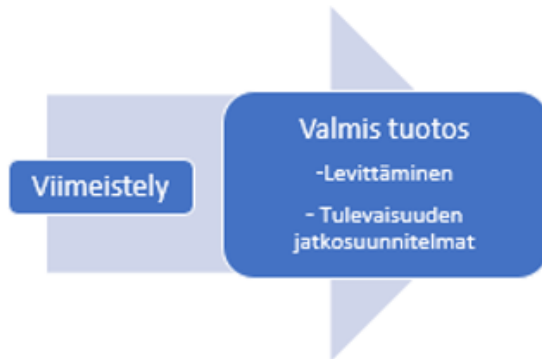 Viimeistely
Valmis tuotos
-Levittäminen
- Tulevaisuuden
jatkosuunnitelmat